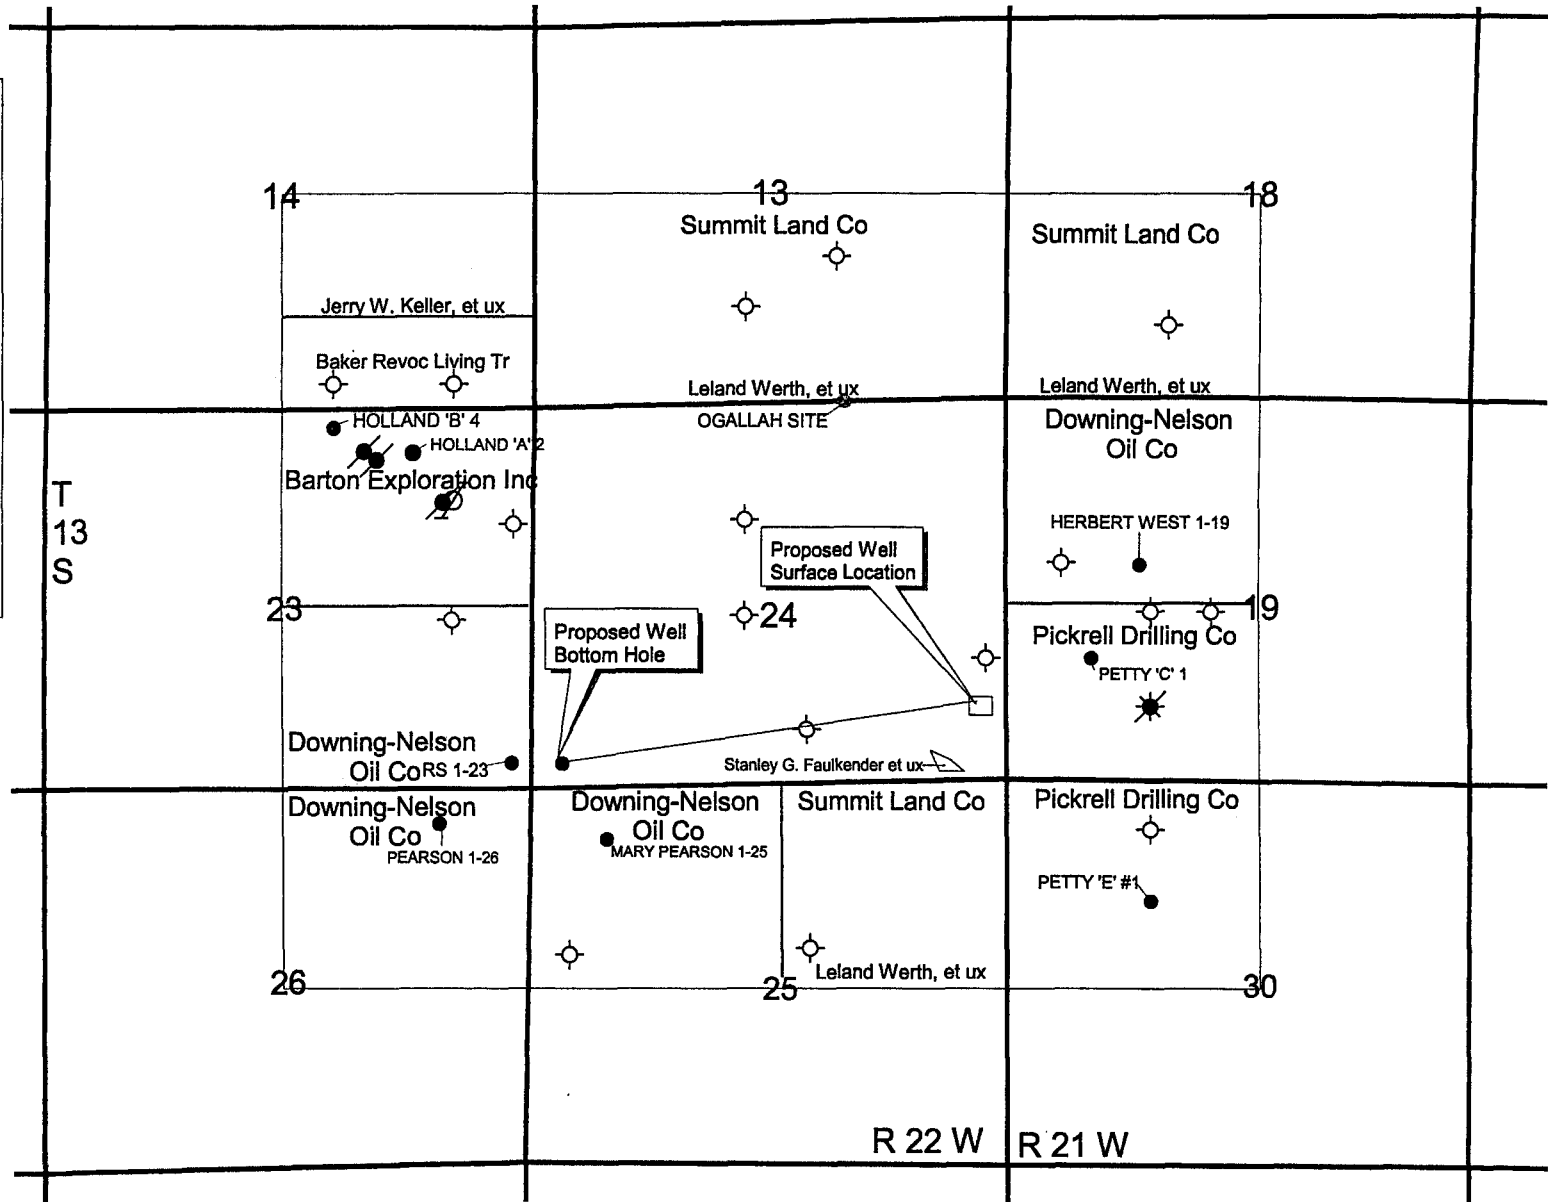 14
13
18
Summit Land Co
Summit Land Co
Jerry W. Keller, et ux
Baker Revoc Living Tr
Leland Werth, et ux
Leland Werth, et ux
OGALLAH SITE
HOLLAND 'B' 4
HOLLAND 'A' 2
Barton Exploration Inc
Downing-Nelson
Oil Co
T
13
S
HERBERT WEST 1-19
Proposed Well
Surface Location
23
24
19
Proposed Well
Bottom Hole
Pickrell Drilling Co
PETTY 'C' 1
Downing-Nelson
Oil Co
RS 1-23
Stanley G. Faulkender et ux
Downing-Nelson
Oil Co
PEARSON 1-26
Downing-Nelson
Oil Co
MARY PEARSON 1-25
Summit Land Co
Pickrell Drilling Co
PETTY 'E' #1
Leland Werth, et ux
26
25
30
R 22 W
R 21 W